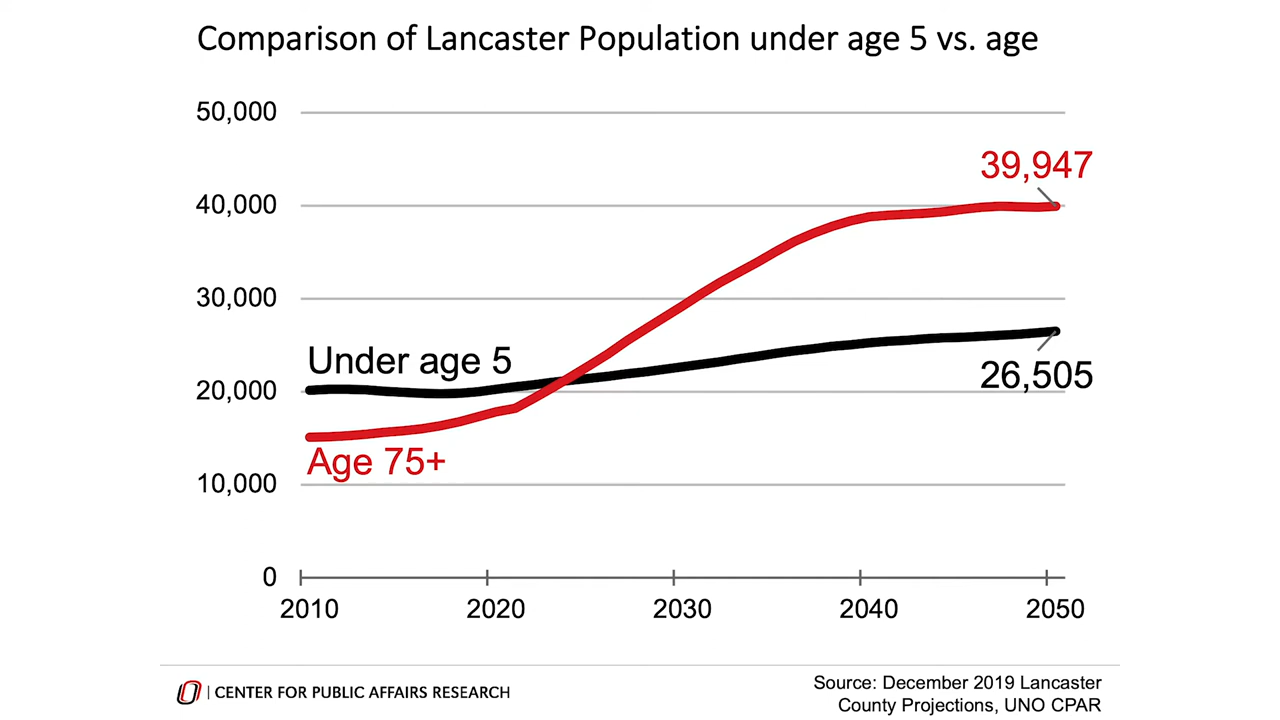 Comparison of Lancaster Population under age 5 vs. age
50,000
39,947
40,000
30,000
Under age 5
20,000
26,505
Age 75+
10,000
0
2010 2020 2030 2040 2050
CENTER FOR PUBLIC AFFAIRS RESEARCH
Source: December 2019 Lancaster
County Projections, UNO CPAR